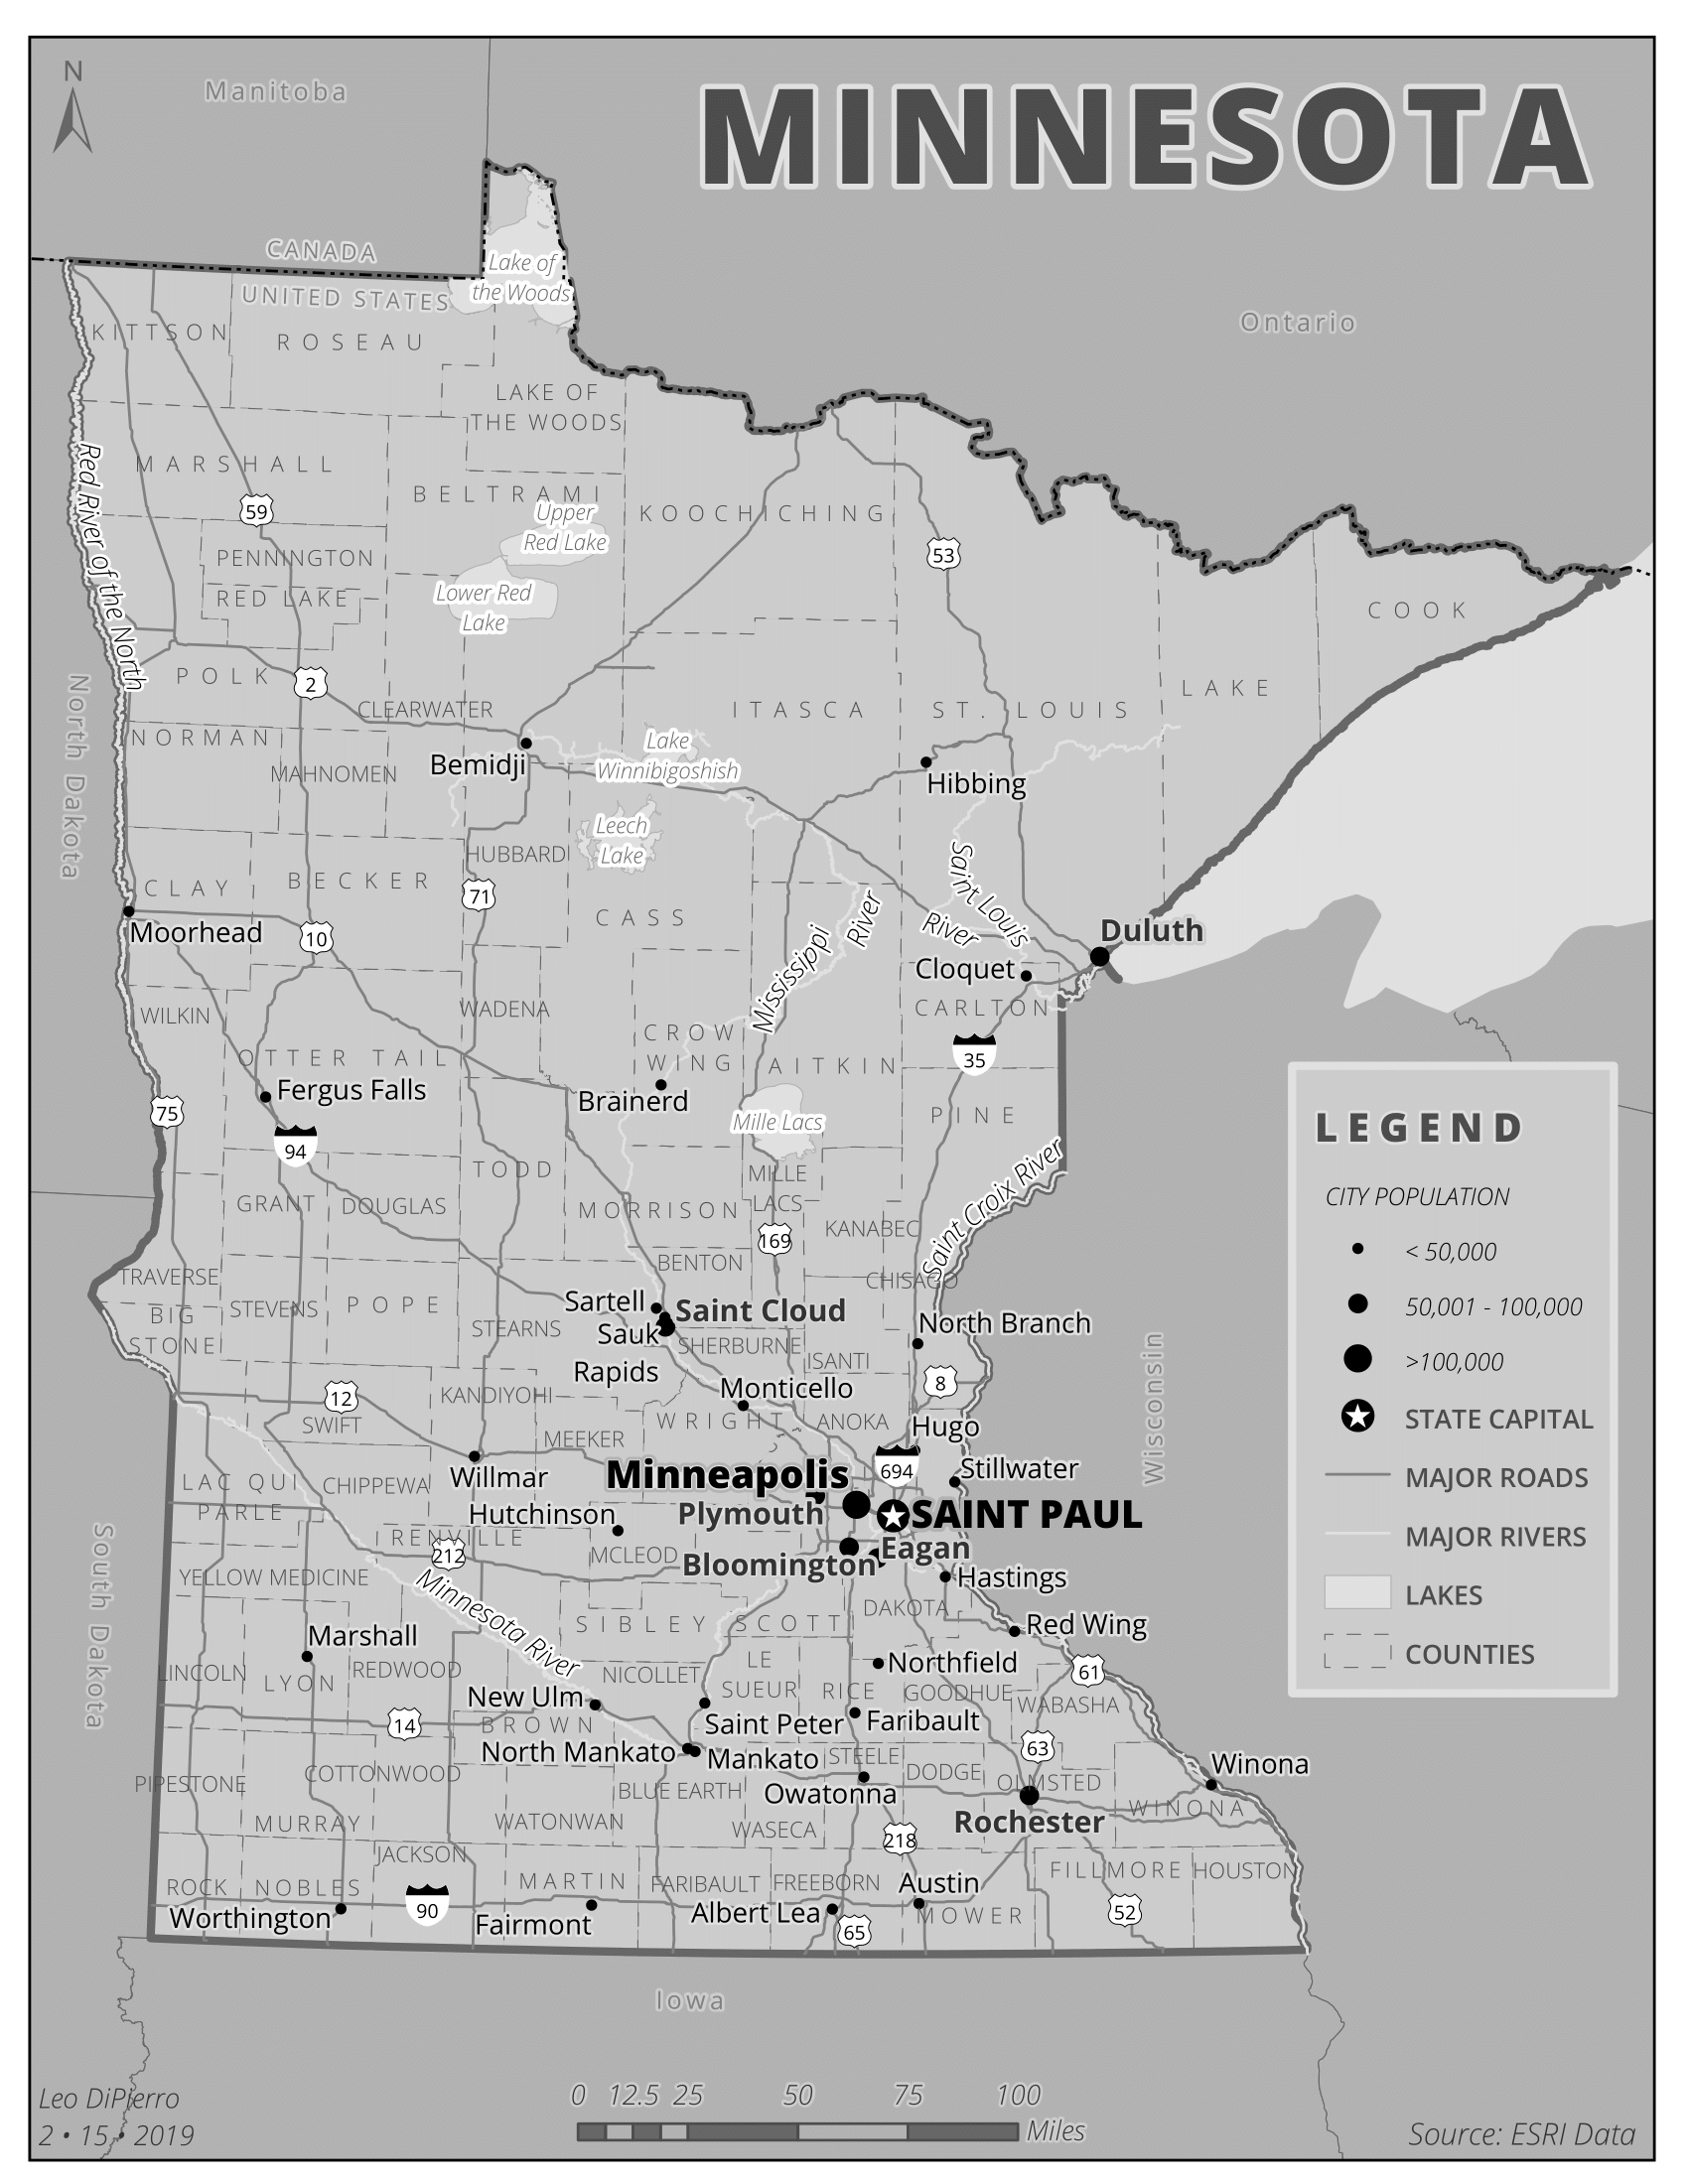 N
Manitoba
MINNESOTA
CANADA
UNITED STATES
Lake of
the Woods
Ontario
KITTSON
ROSEAU
LAKE OF
THE WOODS
MARSHALL
BELTRAMI
Upper
Red Lake
KOOCHICHING
59
53
Red River of the North
PENNINGTON
RED LAKE
Lower Red
Lake
COOK
POLK
2
LAKE
CLEARWATER
ITASCA
ST. LOUIS
NORMAN
North Dakota
Bemidji
Lake
Winnibigoshish
MAHNOMEN
Hibbing
Leech
Lake
HUBBARD
CLAY
BECKER
71
CASS
Saint Louis
River
Mississippi
River
Moorhead
10
Duluth
Cloquet
WILKIN
WADENA
CARLTON
CROW
WING
OTTER TAIL
AITKIN
35
Fergus Falls
Brainerd
75
94
Mille Lacs
PINE
TODD
MILLE
LACS
GRANT
DOUGLAS
MORRISON
169
KANABEC
Saint Croix River
BENTON
CHISAGO
TRAVERSE
BIG
STONE
STEVENS
POPE
STEARNS
Sartell
Saint Cloud
Sauk
Rapids
SHERBURNE
ISANTI
North Branch
8
Wisconsin
12
SWIFT
KANDIYOHI
Monticello
WRIGHT
ANOKA
Hugo
MEEKER
Willmar
694
Stillwater
LAC QUI
PARLE
CHIPPEWA
Minneapolis
Plymouth
SAINT PAUL
Hutchinson
RENVILLE
212
MCLEOD
Bloomington
Eagan
South Dakota
YELLOW MEDICINE
Minnesota River
Hastings
SIBLEY
SCOTT
DAKOTA
Red Wing
Marshall
LINCOLN
LYON
REDWOOD
NICOLLET
LE
SUEUR
RICE
Northfield
GOODHUE
61
WABASHA
New Ulm
14
BROWN
Saint Peter
Faribault
North Mankato
Mankato
STEELE
63
Winona
PIPESTONE
COTTONWOOD
BLUE EARTH
Owatonna
DODGE
OLMSTED
MURRAY
WATONWAN
WASECA
Rochester
WINONA
218
JACKSON
ROCK
NOBLES
MARTIN
FARIBAULT
FREEBORN
Austin
FILLMORE
HOUSTON
Worthington
90
Fairmont
Albert Lea
65
MOWER
52
Iowa
LEGEND
CITY POPULATION
< 50,000
50,001 - 100,000
>100,000
STATE CAPITAL
MAJOR ROADS
MAJOR RIVERS
LAKES
COUNTIES
0 12.5 25 50 75 100
Miles
Leo DiPierro
2 • 15 • 2019
Source: ESRI Data